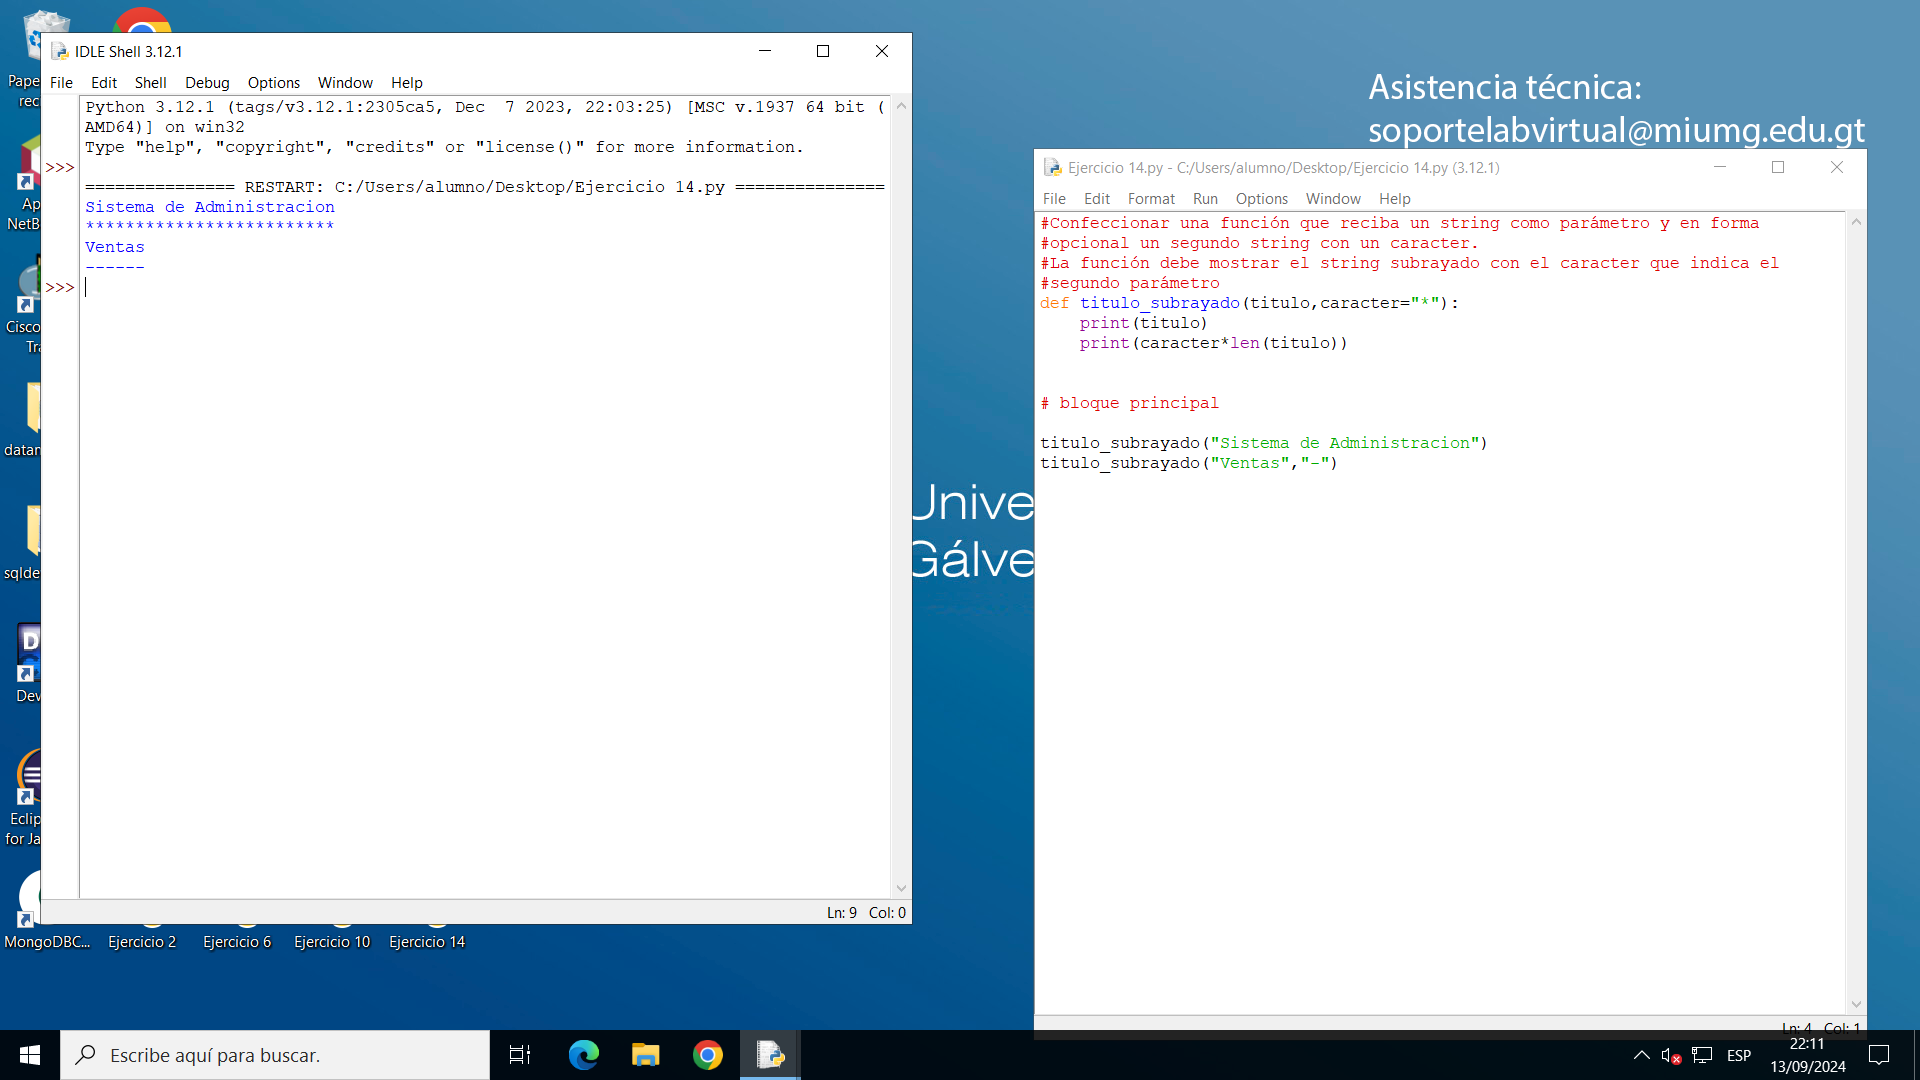 IDLE Shell 3.12.1
File Edit Shell Debug Options Window Help
Python 3.12.1 (tags/v3.12.1:2305ca5, Dec  7 2023, 22:03:25) [MSC v.1937 64 bit (
AMD64)] on win32
Type "help", "copyright", "credits" or "license()" for more information.
>>>
=============== RESTART: C:/Users/alumno/Desktop/Ejercicio 14.py ===============
Sistema de Administracion
*************************
Ventas
------
>>>
Ln: 9 Col: 0
Asistencia técnica:
soportelabvirtual@miumg.edu.gt
Ejercicio 14.py - C:/Users/alumno/Desktop/Ejercicio 14.py (3.12.1)
File Edit Format Run Options Window Help
#Confeccionar una función que reciba un string como parámetro y en forma
#opcional un segundo string con un caracter.
#La función debe mostrar el string subrayado con el caracter que indica el
#segundo parámetro
def titulo_subrayado(titulo,caracter="*"):
    print(titulo)
    print(caracter*len(titulo))
# bloque principal
titulo_subrayado("Sistema de Administracion")
titulo_subrayado("Ventas","-")
Ln: 4 Col: 1
Unive
Gálve
Pape
rec
Ap
NetB
Cisco
Tra
datan
sqlde
Dev
Eclip
for Ja
MongoDBC...
Ejercicio 2
Ejercicio 6
Ejercicio 10
Ejercicio 14
Escribe aquí para buscar.
ESP
22:11
13/09/2024